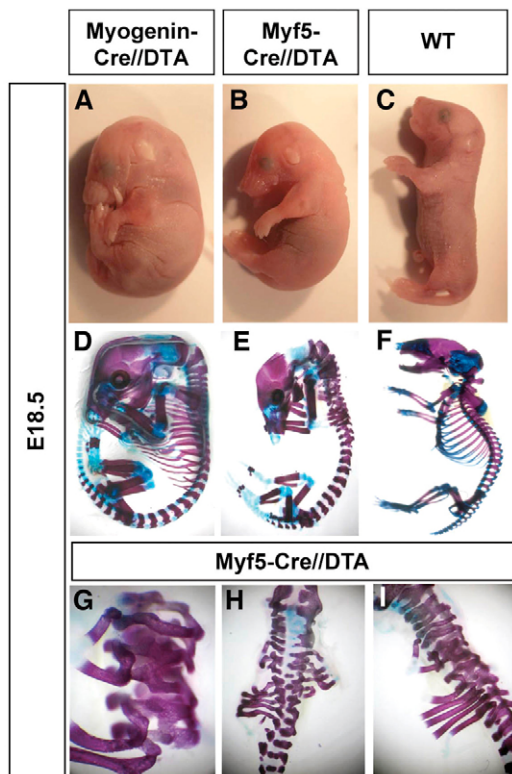 Myogenin-
Cre//DTA
Myf5-
Cre//DTA
WT
E18.5
A
B
C
D
E
F
Myf5-Cre//DTA
G
H
I